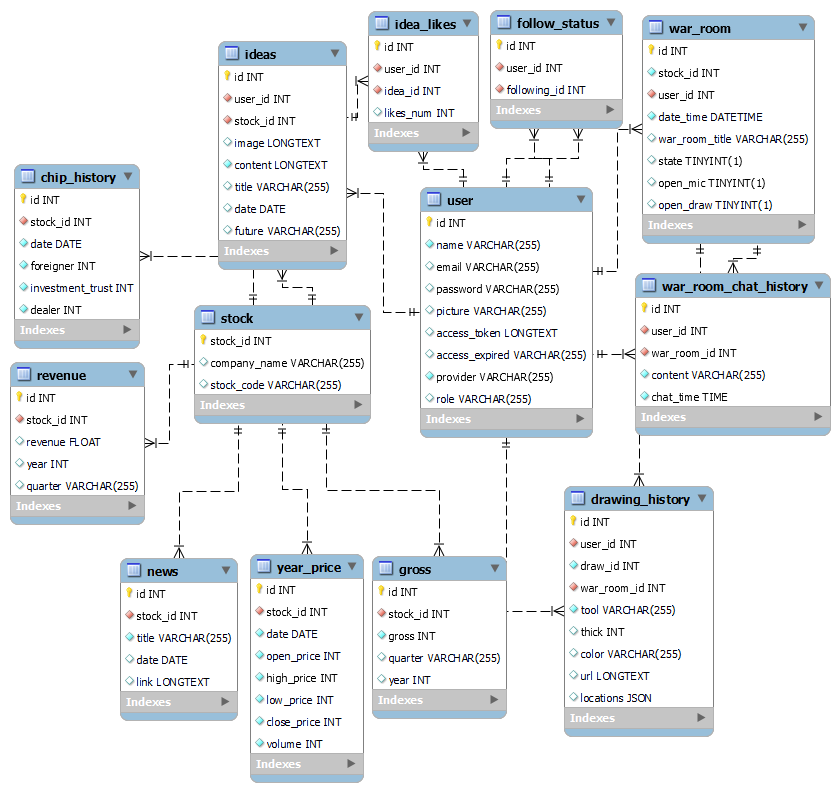 idea_likes
id INT
user_id INT
idea_id INT
likes_num INT
Indexes
follow_status
id INT
user_id INT
following_id INT
Indexes
war_room
id INT
stock_id INT
user_id INT
date_time DATETIME
war_room_title VARCHAR(255)
state TINYINT(1)
open_mic TINYINT(1)
open_draw TINYINT(1)
Indexes
ideas
id INT
user_id INT
stock_id INT
image LONGTEXT
content LONGTEXT
title VARCHAR(255)
date DATE
future VARCHAR(255)
Indexes
chip_history
id INT
stock_id INT
date DATE
foreigner INT
investment_trust INT
dealer INT
Indexes
user
id INT
name VARCHAR(255)
email VARCHAR(255)
password VARCHAR(255)
picture VARCHAR(255)
access_token LONGTEXT
access_expired VARCHAR(255)
provider VARCHAR(255)
role VARCHAR(255)
Indexes
war_room_chat_history
id INT
user_id INT
war_room_id INT
content VARCHAR(255)
chat_time TIME
Indexes
stock
stock_id INT
company_name VARCHAR(255)
stock_code VARCHAR(255)
Indexes
revenue
id INT
stock_id INT
revenue FLOAT
year INT
quarter VARCHAR(255)
Indexes
drawing_history
id INT
user_id INT
draw_id INT
war_room_id INT
tool VARCHAR(255)
thick INT
color VARCHAR(255)
url LONGTEXT
locations JSON
Indexes
news
id INT
stock_id INT
title VARCHAR(255)
date DATE
link LONGTEXT
Indexes
year_price
id INT
stock_id INT
date DATE
open_price INT
high_price INT
low_price INT
close_price INT
volume INT
Indexes
gross
id INT
stock_id INT
gross INT
quarter VARCHAR(255)
year INT
Indexes